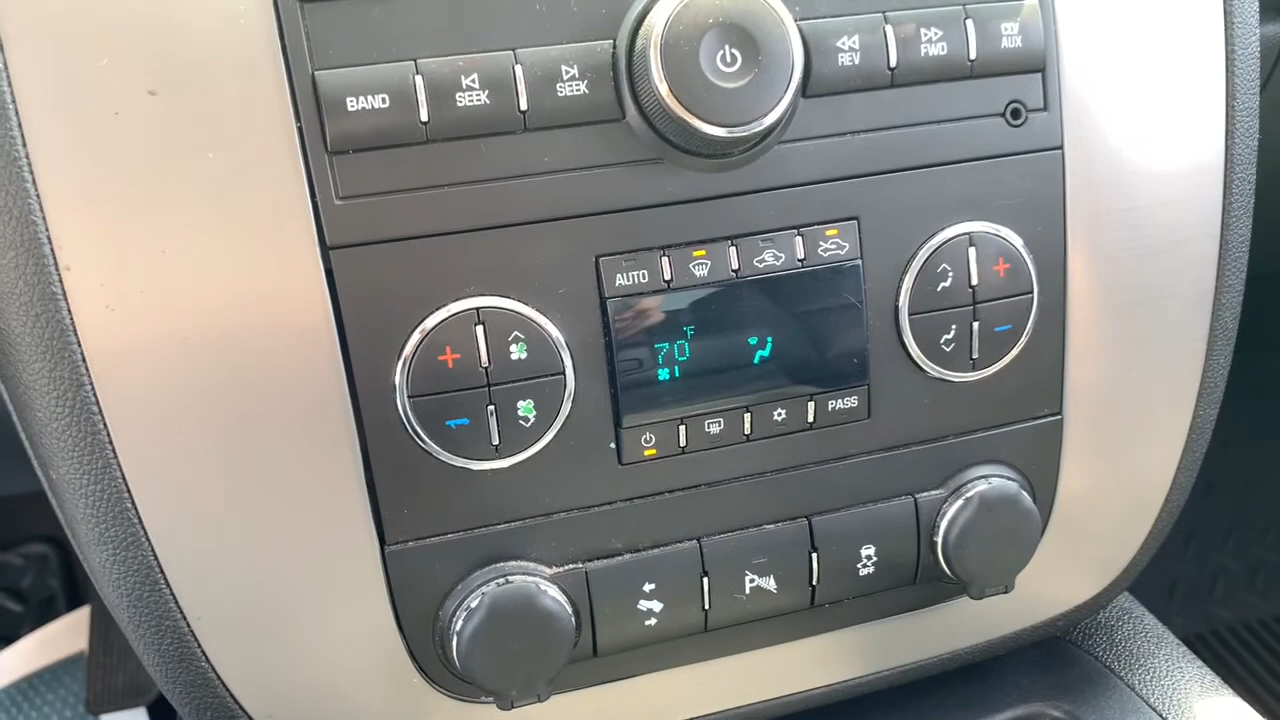 BAND
SEEK
SEEK
REV
FWD
CD/
AUX
AUTO
70°F
PASS
P
OFF